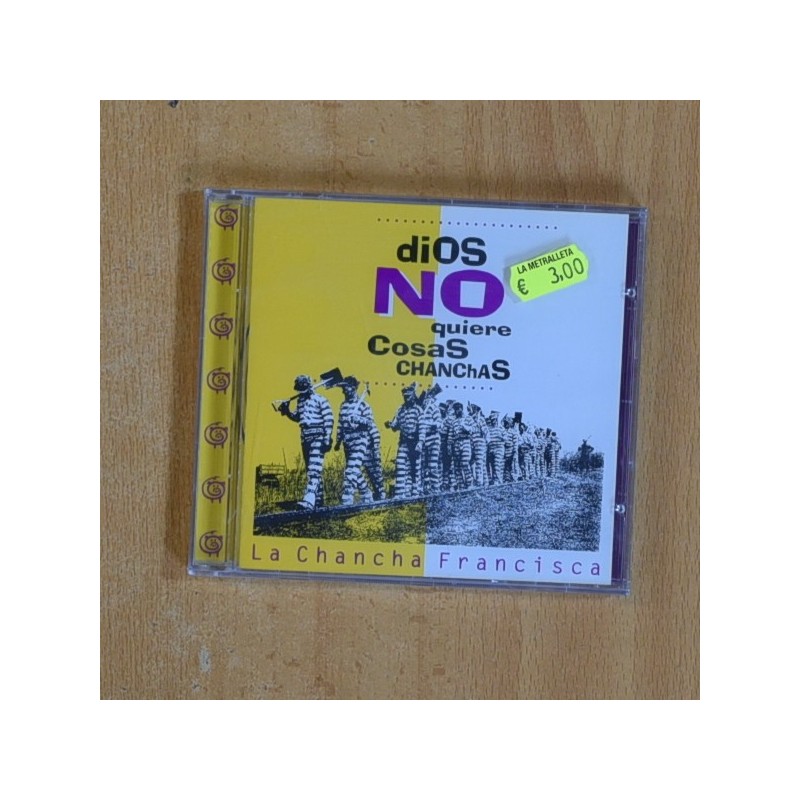 diOS
NO
quiere
CosaS
CHANChAS
LA METRALLETA
€ 3,00
La Chancha Francisca